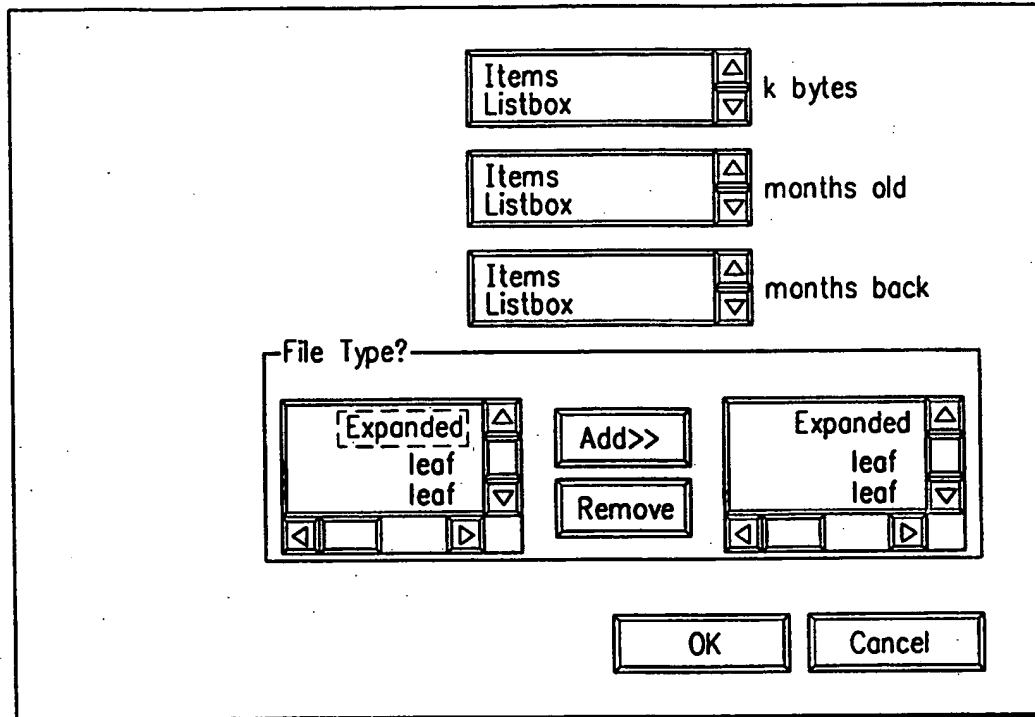 Items
Listbox
k bytes
Items
Listbox
months old
Items
Listbox
months back
File Type?
Expanded
leaf
leaf
Add>>
Remove
Expanded
leaf
leaf
OK
Cancel